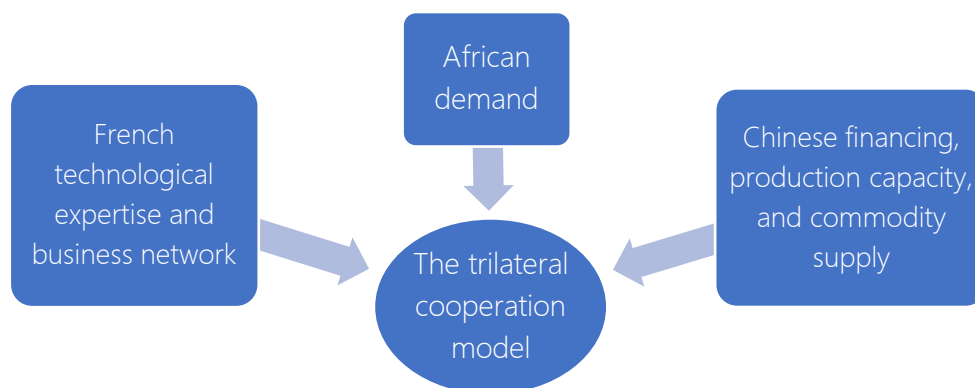 African
demand
French
technological
expertise and
business network
Chinese financing,
production capacity,
and commodity
supply
The trilateral
cooperation
model